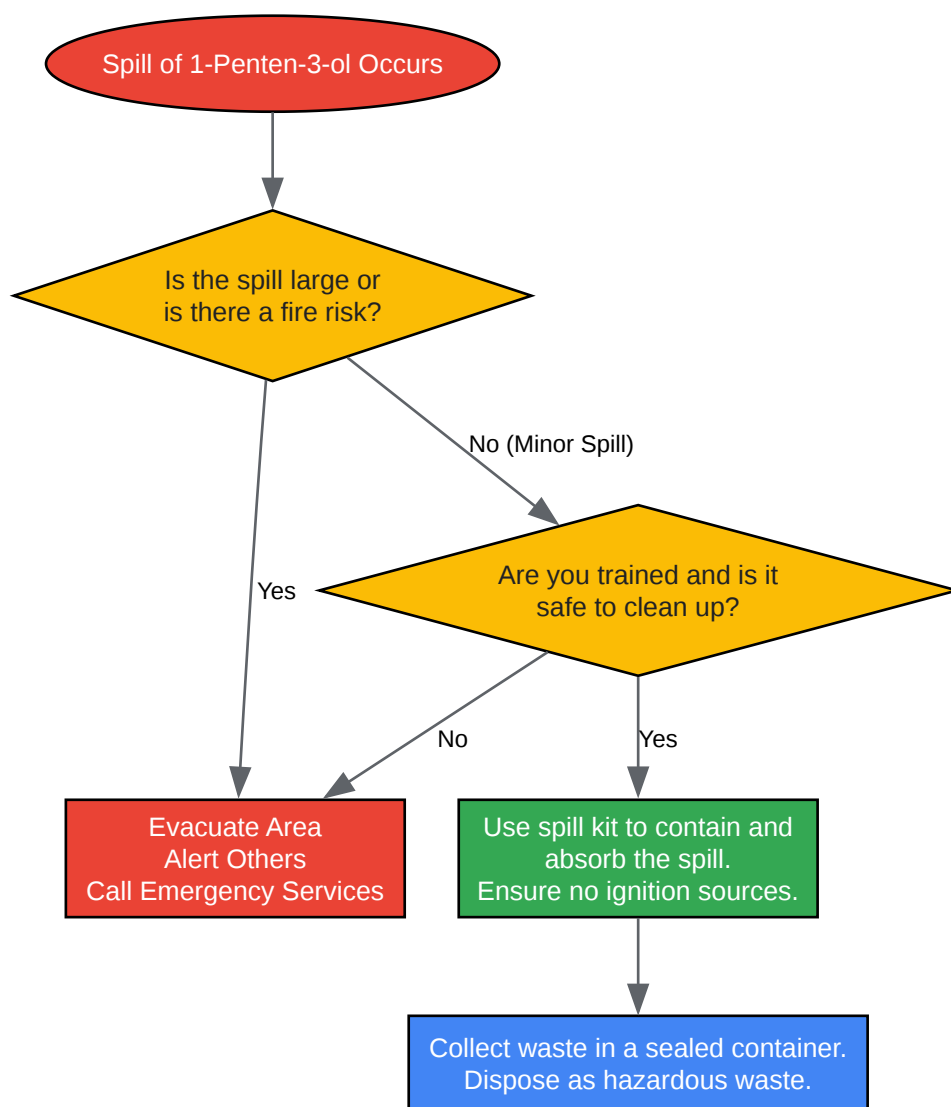 Spill of 1-Penten-3-ol Occurs
Is the spill large or
is there a fire risk?
No (Minor Spill)
Are you trained and is it
safe to clean up?
Yes
No
Yes
Evacuate Area
Alert Others
Call Emergency Services
Use spill kit to contain and
absorb the spill.
Ensure no ignition sources.
Collect waste in a sealed container.
Dispose as hazardous waste.